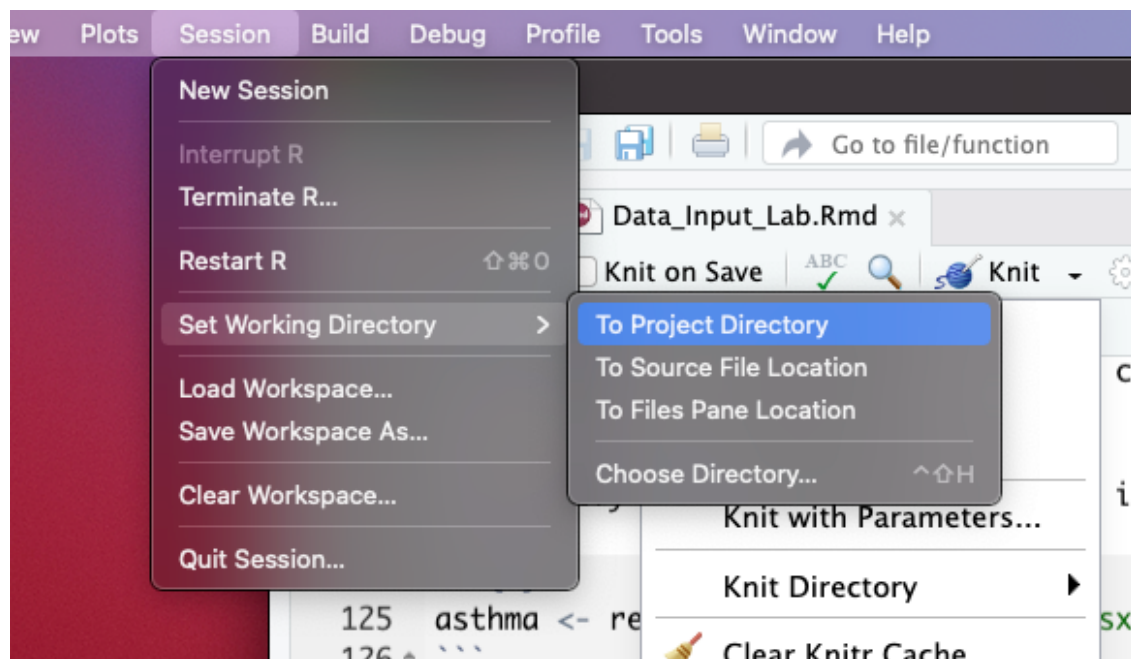 ew Plots Session Build Debug Profile Tools Window Help
New Session
Interrupt R
Terminate R...
Restart R ⇧⌘0
Set Working Directory >
Load Workspace...
Save Workspace As...
Clear Workspace...
Quit Session...
To Project Directory
To Source File Location
To Files Pane Location
Choose Directory... ^⇧H
Go to file/function
Data_Input_Lab.Rmd ×
Knit on Save ABC Knit
Knit with Parameters...
Knit Directory
Clear Knitr Cache
125 asthma <- re sx
126 ```